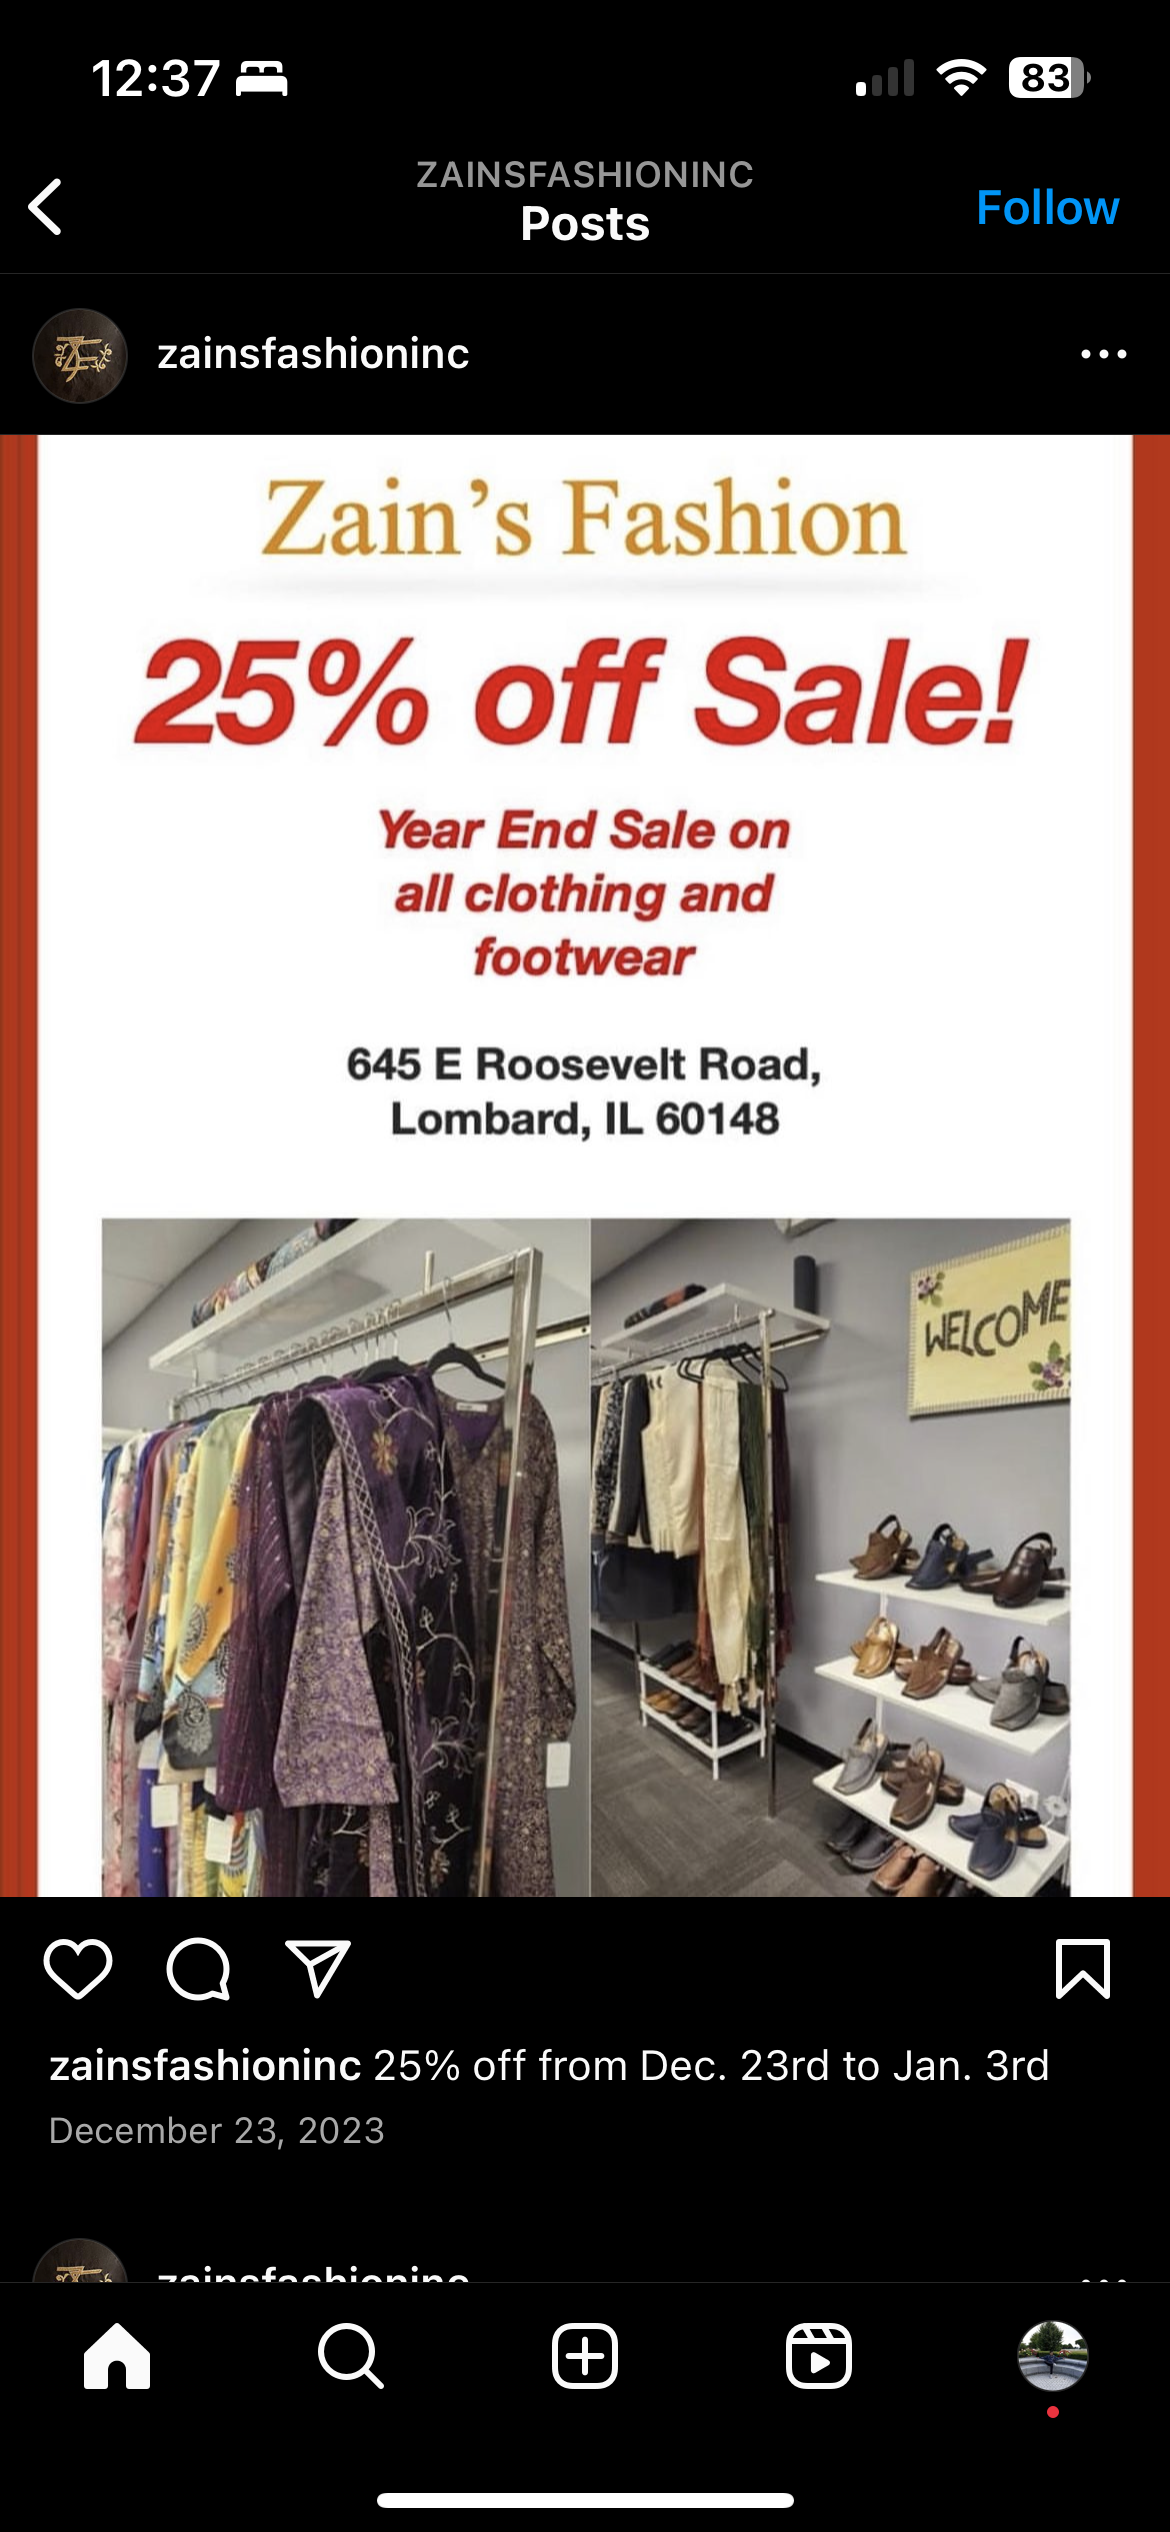 12:37
83
ZAINSFASHIONINC
Posts
Follow
zainsfashioninc
Zain's Fashion
25% off Sale!
Year End Sale on
all clothing and
footwear
645 E Roosevelt Road,
Lombard, IL 60148
WELCOME
zainsfashioninc 25% off from Dec. 23rd to Jan. 3rd
December 23, 2023
zainsfashioninc